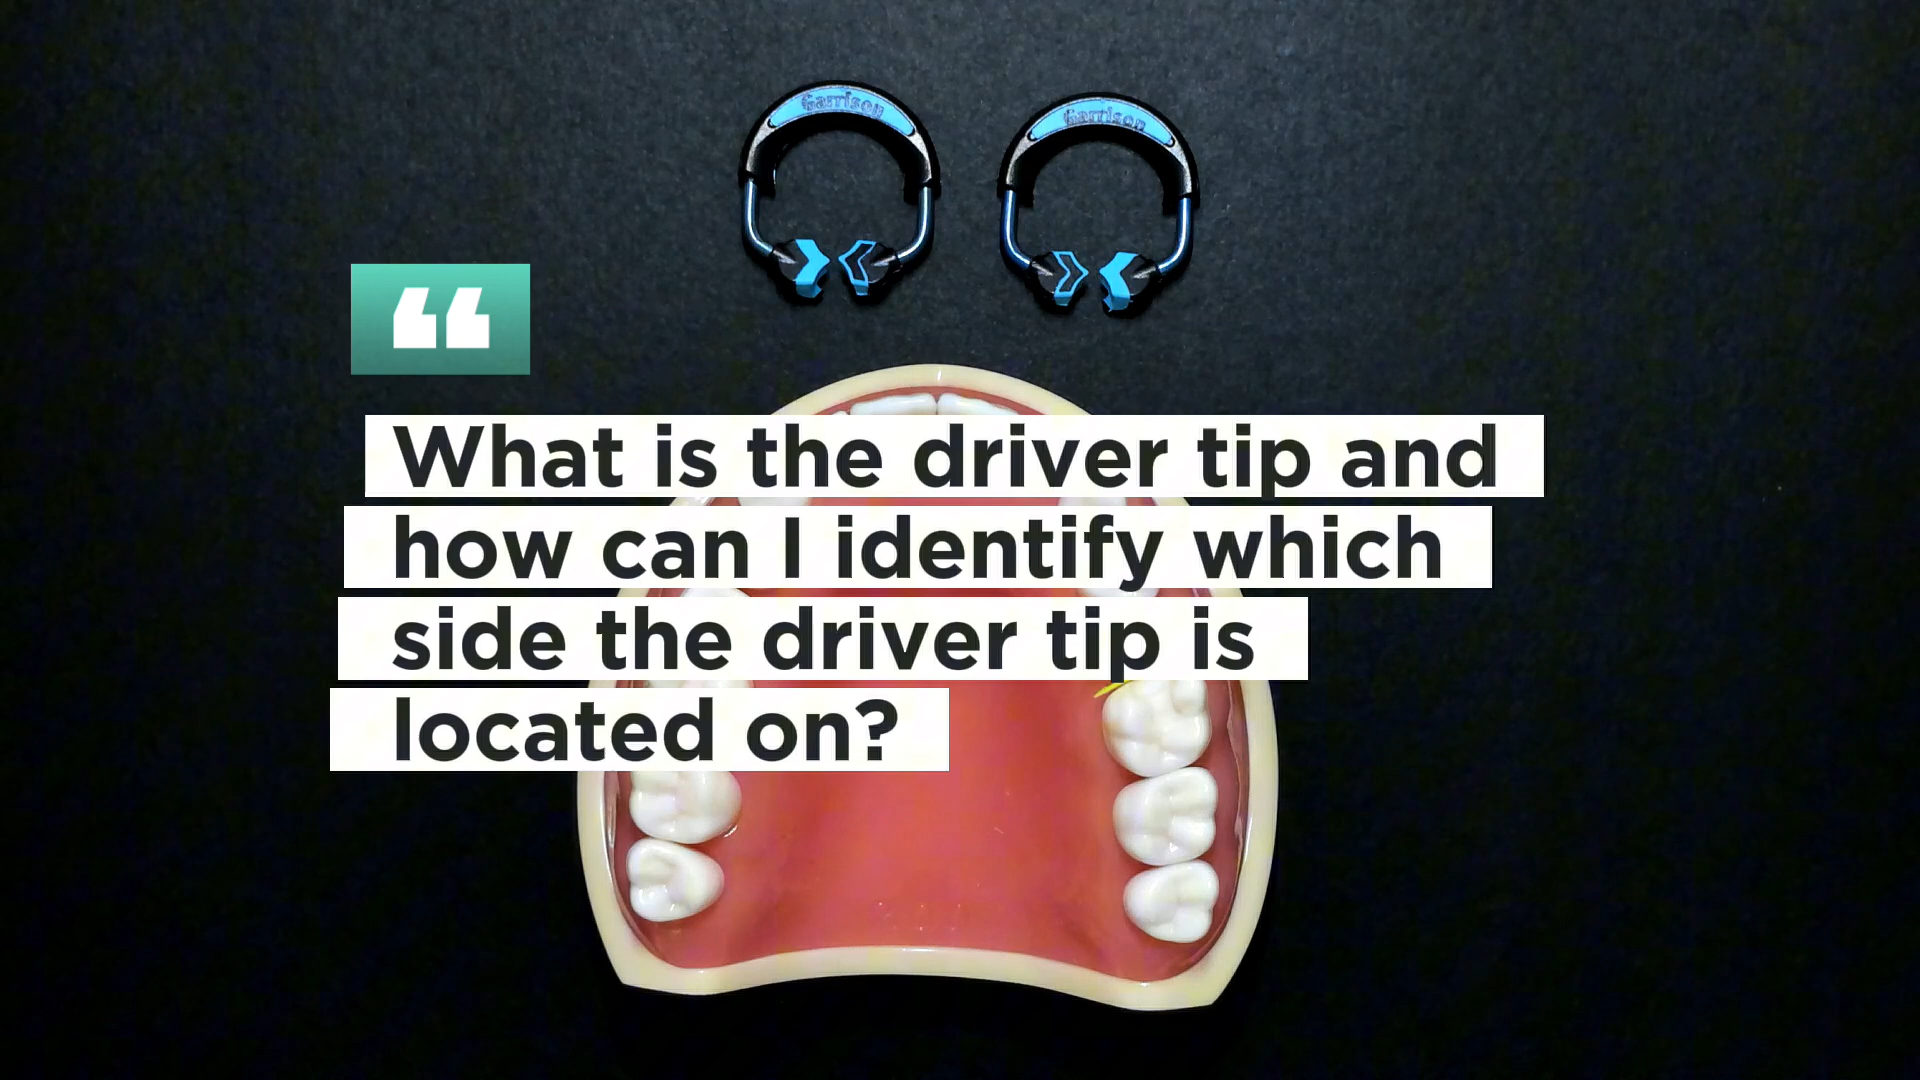 Garrison
Garrison
“
What is the driver tip and
how can I identify which
side the driver tip is
located on?